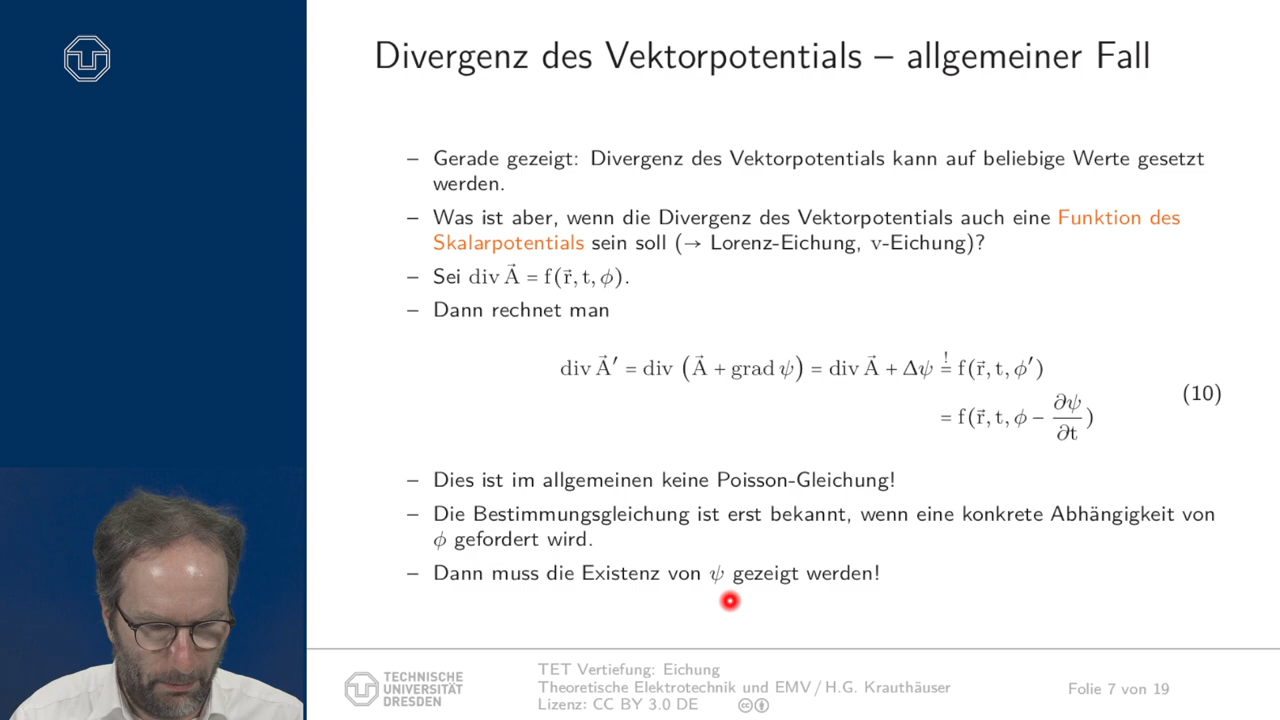 Divergenz des Vektorpotentials – allgemeiner Fall
– Gerade gezeigt: Divergenz des Vektorpotentials kann auf beliebige Werte gesetzt
werden.
– Was ist aber, wenn die Divergenz des Vektorpotentials auch eine Funktion des
Skalarpotentials sein soll (→ Lorenz-Eichung, v-Eichung)?
– Sei div A⃗ = f(r⃗, t, ϕ).
– Dann rechnet man
div A⃗′ = div (A⃗ + grad ψ) = div A⃗ + Δψ =! f(r⃗, t, ϕ′)
= f(r⃗, t, ϕ − ∂ψ/∂t)
(10)
– Dies ist im allgemeinen keine Poisson-Gleichung!
– Die Bestimmungsgleichung ist erst bekannt, wenn eine konkrete Abhängigkeit von
ϕ gefordert wird.
– Dann muss die Existenz von ψ gezeigt werden!
TECHNISCHE
UNIVERSITÄT
DRESDEN
TET Vertiefung: Eichung
Theoretische Elektrotechnik und EMV / H.G. Krauthäuser
Lizenz: CC BY 3.0 DE
Folie 7 von 19